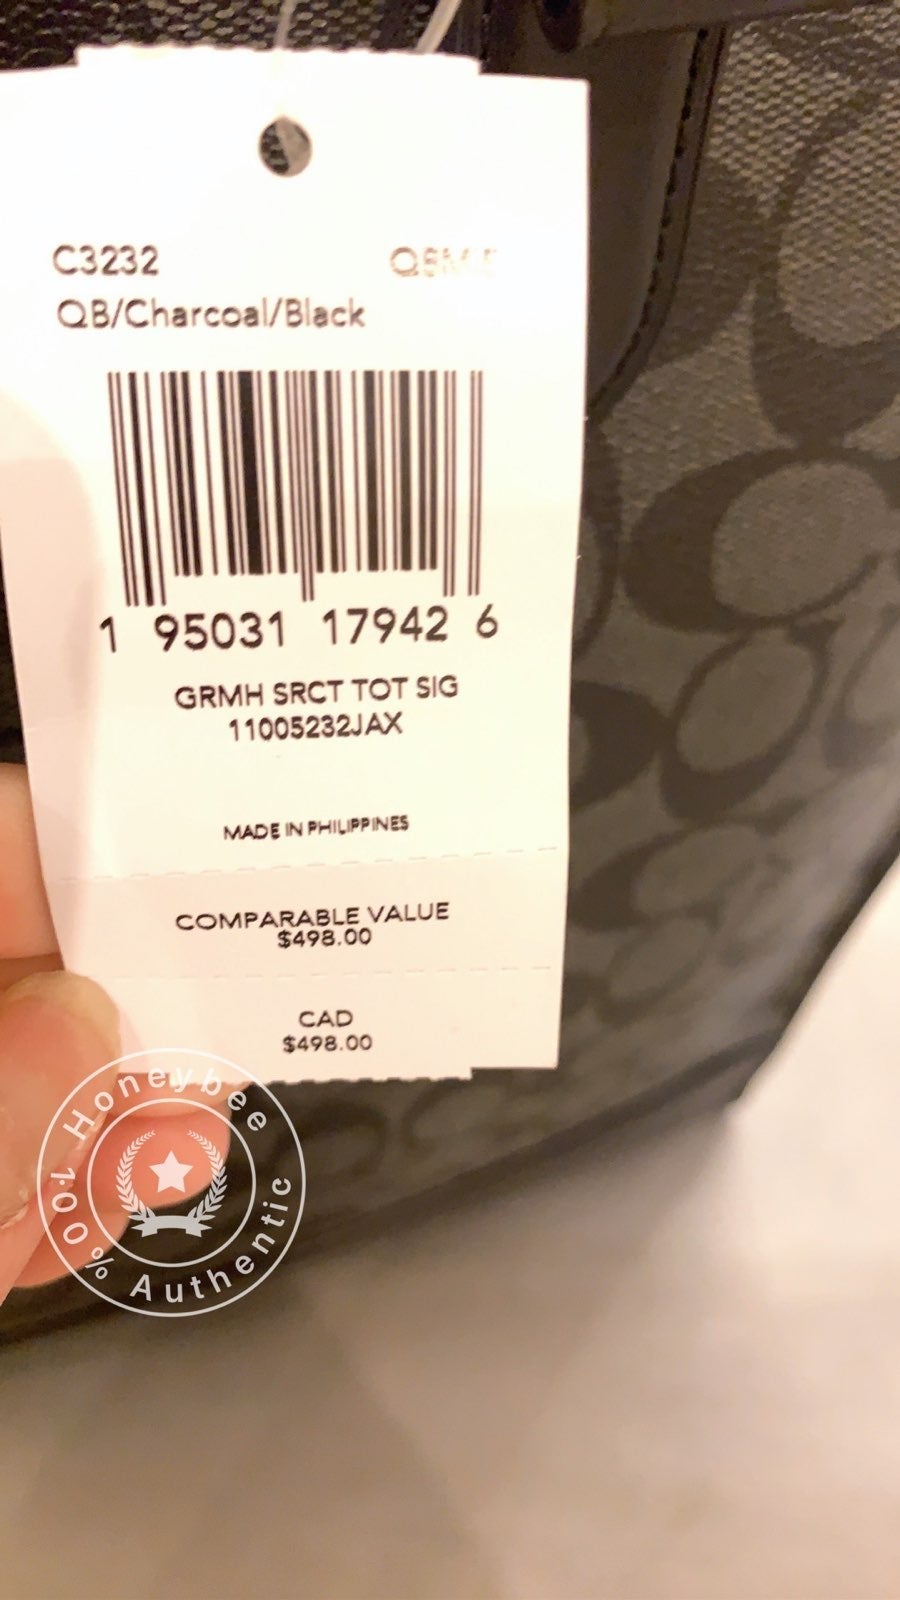 C3232
QB/Charcoal/Black
1 95031 17942 6
GRMH SRCT TOT SIG
11005232JAX
MADE IN PHILIPPINES
COMPARABLE VALUE
$498.00
CAD
$498.00
Honeybee
100% Authentic